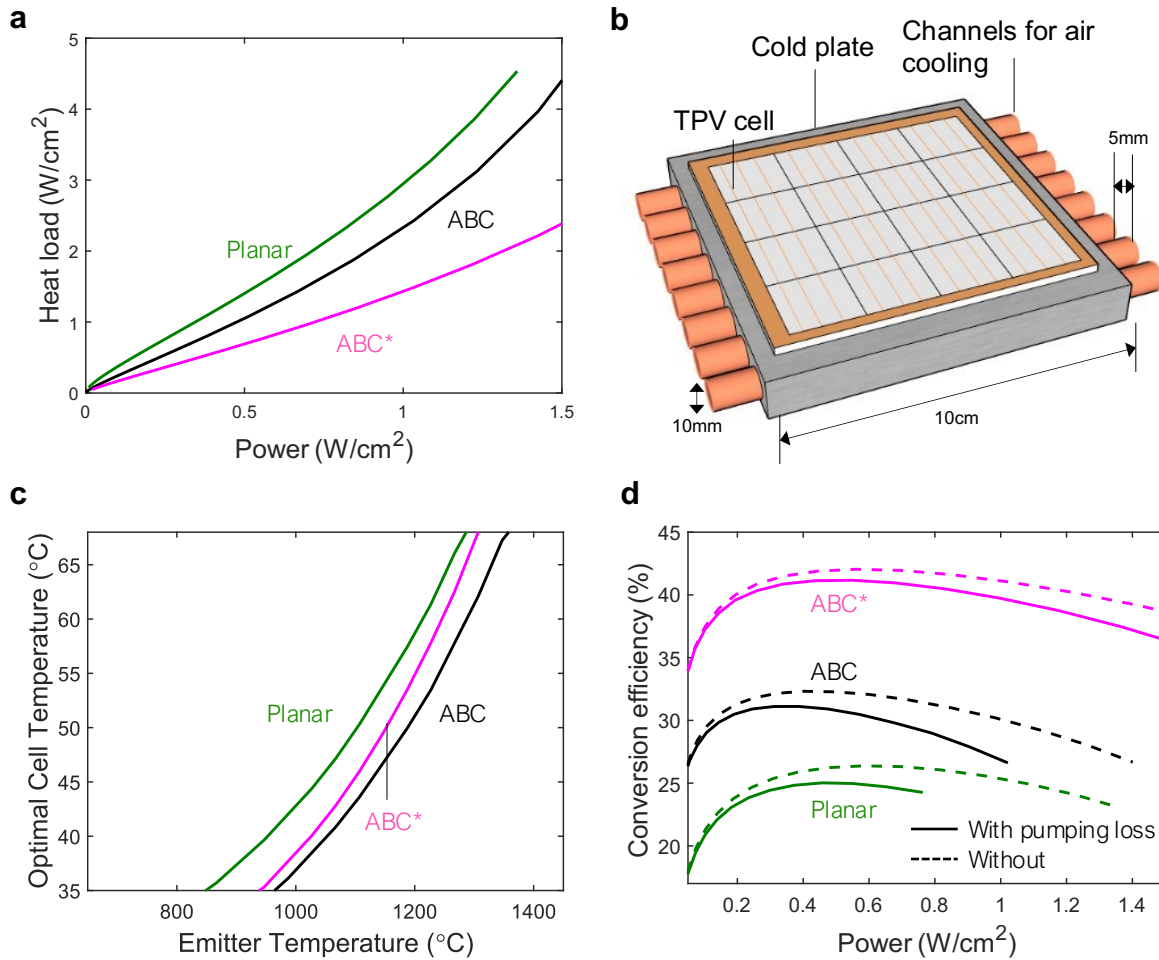 a
Heat load (W/cm²)
5
4
3
2
1
0
0
0.5
1
1.5
Power (W/cm²)
Planar
ABC
ABC*
b
Cold plate
Channels for air
cooling
TPV cell
5mm
10mm
10cm
c
Optimal Cell Temperature (°C)
65
60
55
50
45
40
35
800
1000
1200
1400
Emitter Temperature (°C)
Planar
ABC
ABC*
d
Conversion efficiency (%)
45
40
35
30
25
20
0.2
0.4
0.6
0.8
1
1.2
1.4
Power (W/cm²)
ABC*
ABC
Planar
With pumping loss
Without